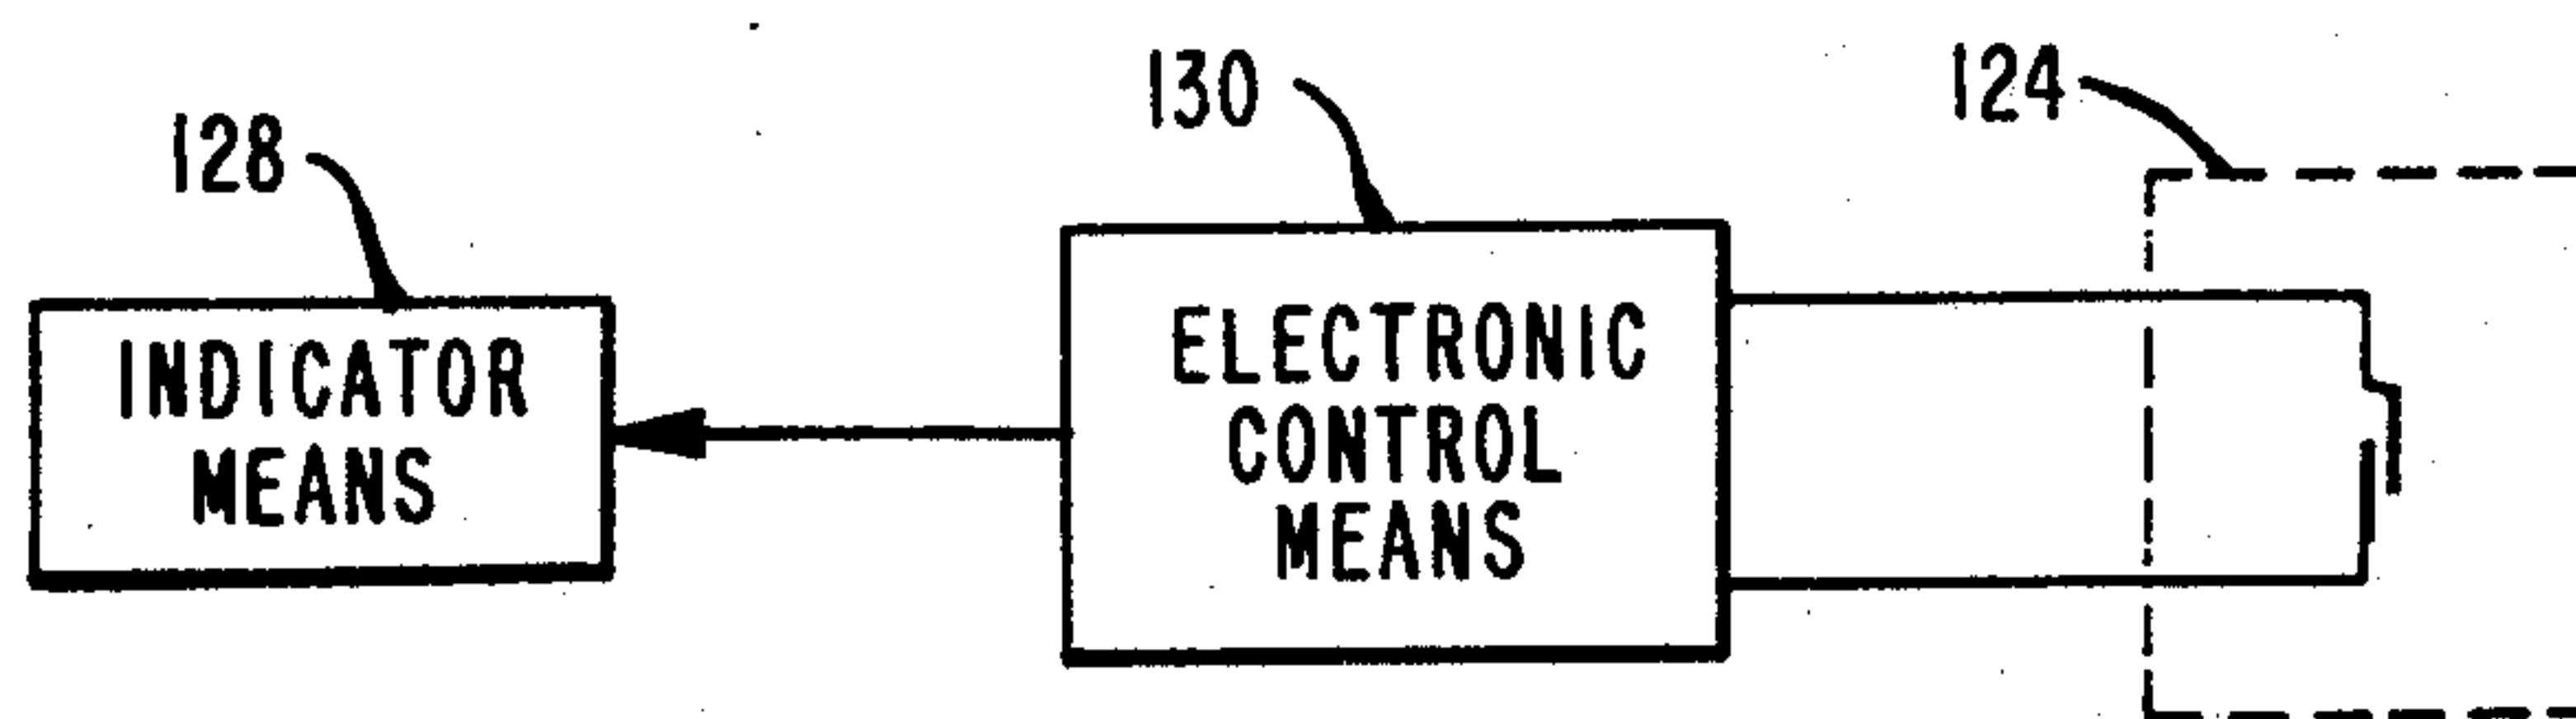 128
130
124
INDICATOR
MEANS
ELECTRONIC
CONTROL
MEANS